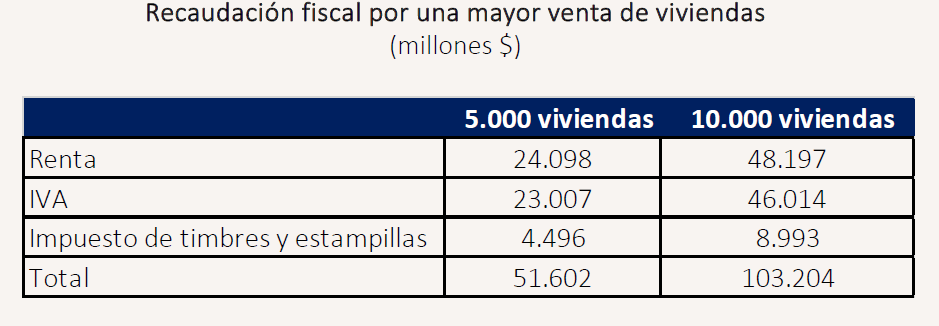 Recaudación fiscal por una mayor venta de viviendas
(millones $)
5.000 viviendas 10.000 viviendas
Renta 24.098 48.197
IVA 23.007 46.014
Impuesto de timbres y estampillas 4.496 8.993
Total 51.602 103.204